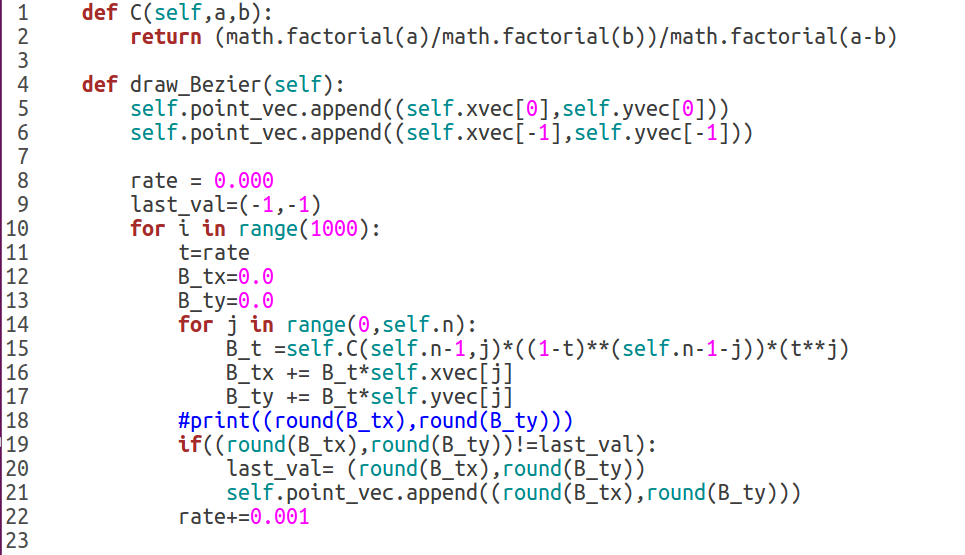 1 def C(self,a,b):
2 return (math.factorial(a)/math.factorial(b))/math.factorial(a-b)
3
4 def draw_Bezier(self):
5 self.point_vec.append((self.xvec[0],self.yvec[0]))
6 self.point_vec.append((self.xvec[-1],self.yvec[-1]))
7
8 rate = 0.000
9 last_val=(-1,-1)
10 for i in range(1000):
11 t=rate
12 B_tx=0.0
13 B_ty=0.0
14 for j in range(0,self.n):
15 B_t =self.C(self.n-1,j)*((1-t)**(self.n-1-j))*(t**j)
16 B_tx += B_t*self.xvec[j]
17 B_ty += B_t*self.yvec[j]
18 #print((round(B_tx),round(B_ty)))
19 if((round(B_tx),round(B_ty))!=last_val):
20 last_val= (round(B_tx),round(B_ty))
21 self.point_vec.append((round(B_tx),round(B_ty)))
22 rate+=0.001
23